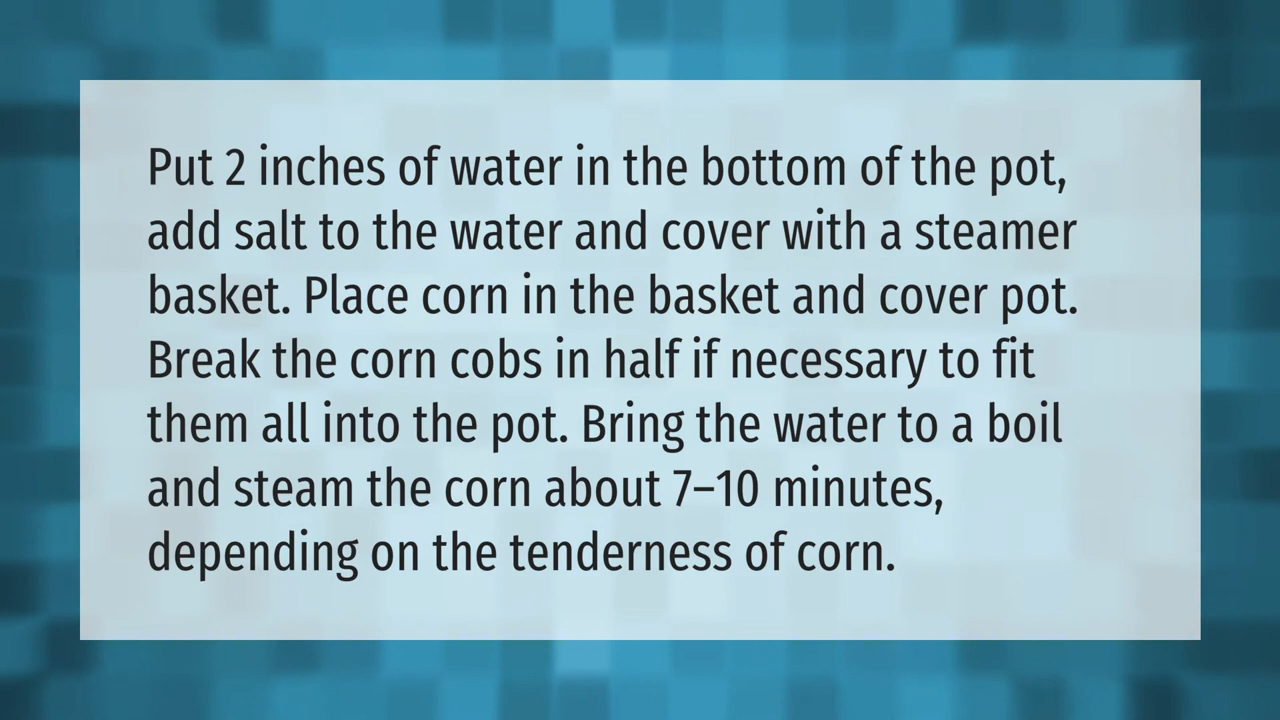 Put 2 inches of water in the bottom of the pot,
add salt to the water and cover with a steamer
basket. Place corn in the basket and cover pot.
Break the corn cobs in half if necessary to fit
them all into the pot. Bring the water to a boil
and steam the corn about 7–10 minutes,
depending on the tenderness of corn.